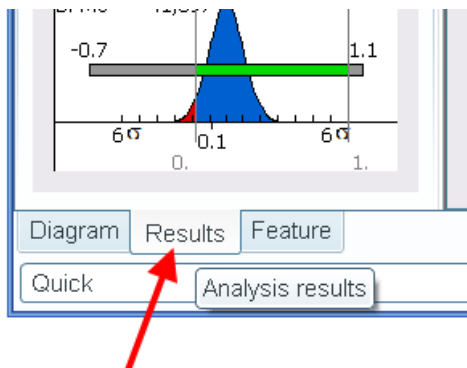 -0.7 1.1
6σ 0.1 6σ
0. 1.
Diagram Results Feature
Quick Analysis results